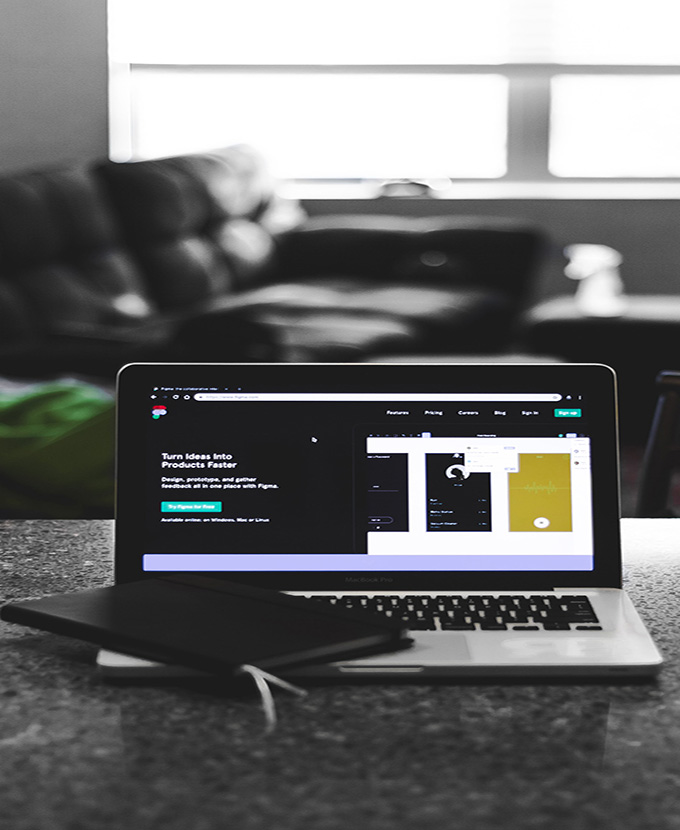 Figma: the collaborative inter
https://www.figma.com
Features Pricing Careers Blog Sign in Sign up
Turn Ideas Into
Products Faster
Design, prototype, and gather
feedback all in one place with Figma.
Try Figma for Free
Available online: on Windows, Mac or Linux
MacBook Pro